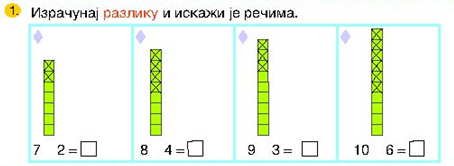 1. Израчунај разлику и искажи је речима.
7 2 = 8 4 = 9 3 = 10 6 =